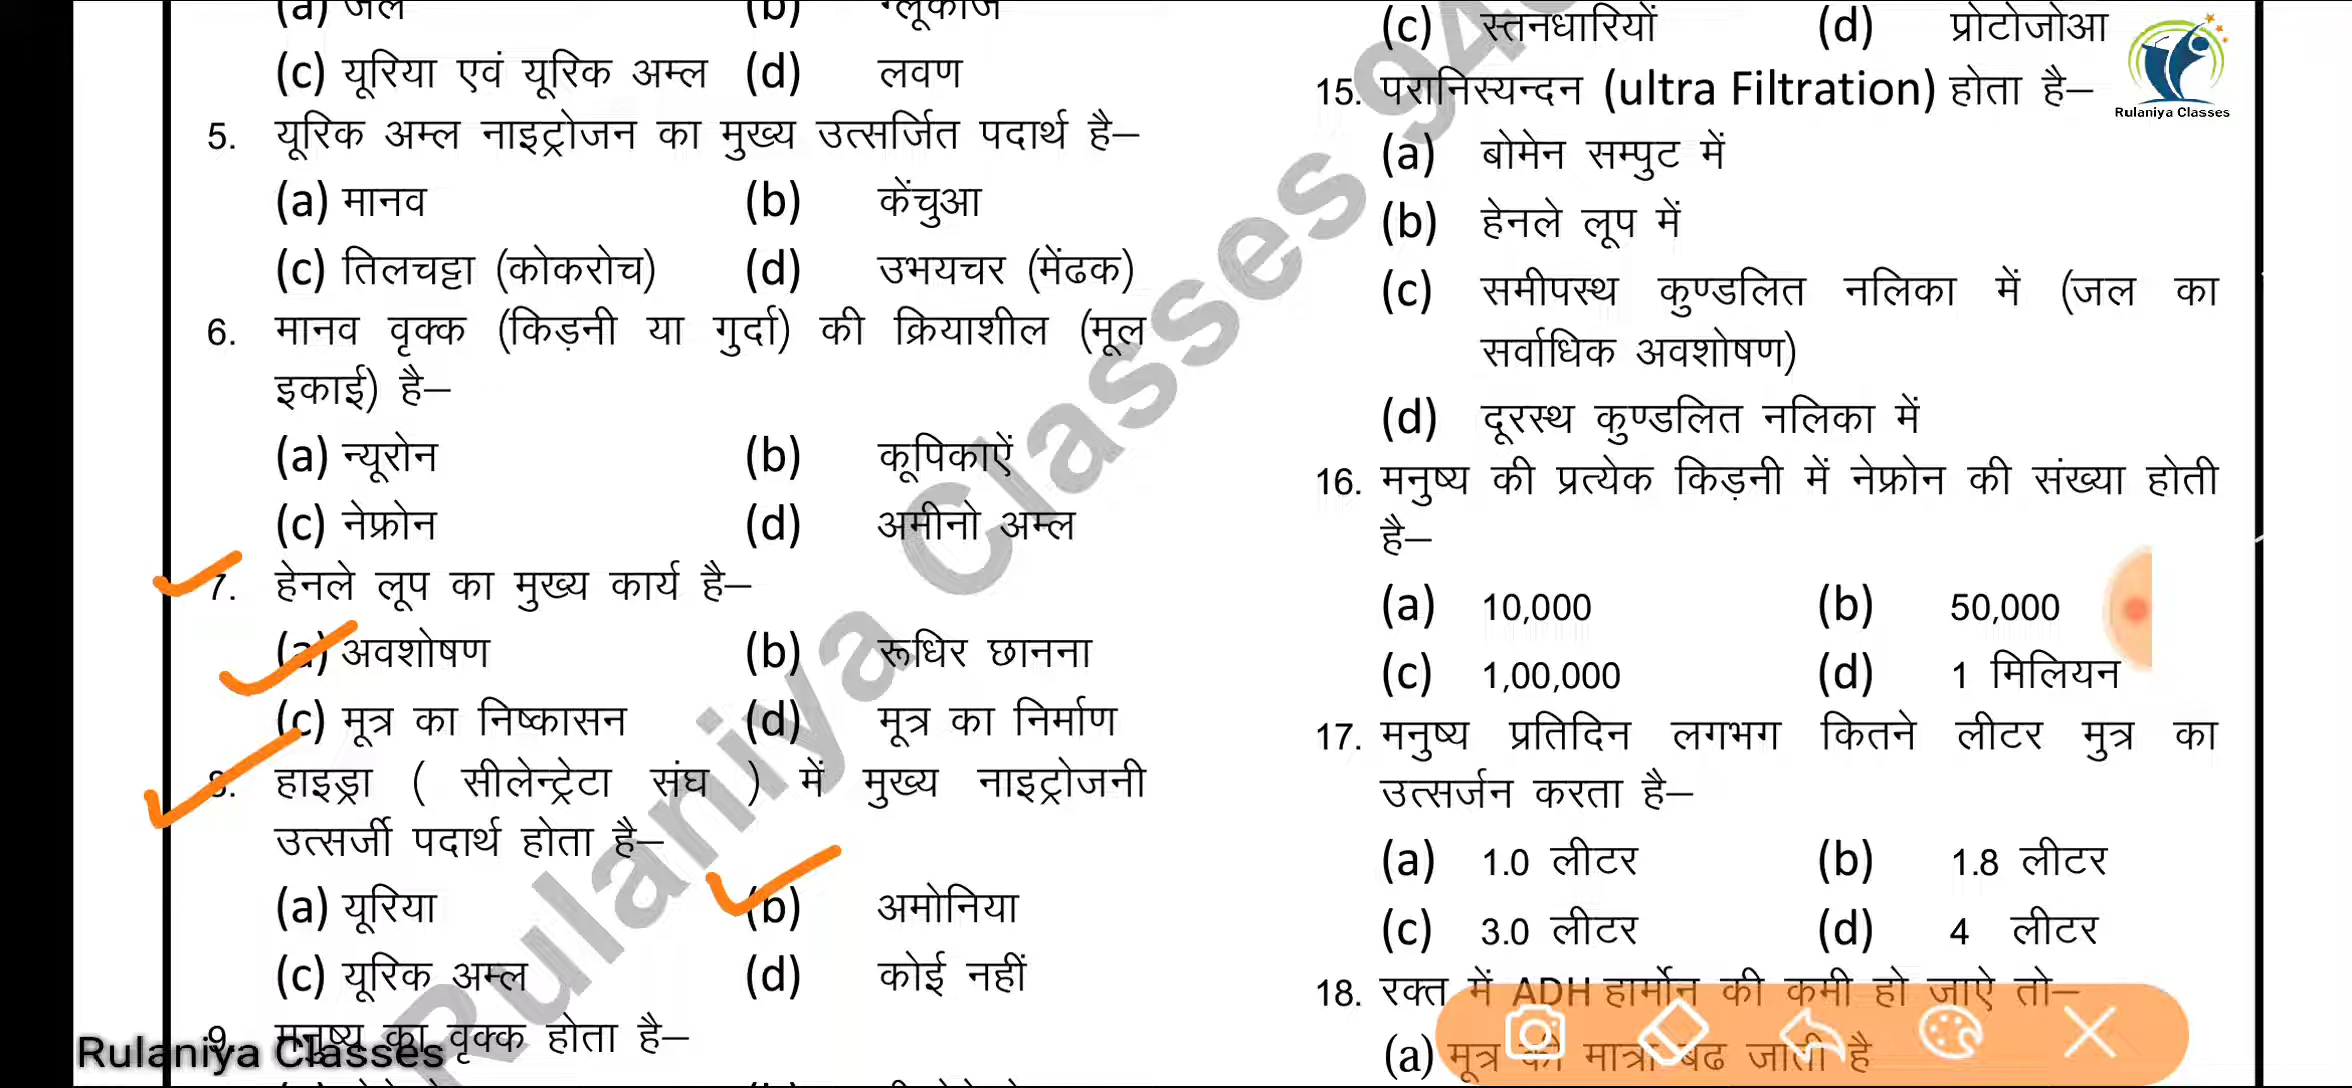 (a) जल (b) ग्लूकोज
(c) यूरिया एवं यूरिक अम्ल (d) लवण
5. यूरिक अम्ल नाइट्रोजन का मुख्य उत्सर्जित पदार्थ है–
(a) मानव (b) केंचुआ
(c) तिलचट्टा (कोकरोच) (d) उभयचर (मेंढक)
6. मानव वृक्क (किड़नी या गुर्दा) की क्रियाशील (मूल
इकाई) है–
(a) न्यूरोन (b) कूपिकाऐं
(c) नेफ्रोन (d) अमीनो अम्ल
7. हेनले लूप का मुख्य कार्य है–
(a) अवशोषण (b) रूधिर छानना
(c) मूत्र का निष्कासन (d) मूत्र का निर्माण
8. हाइड्रा ( सीलेन्ट्रेटा संघ ) में मुख्य नाइट्रोजनी
उत्सर्जी पदार्थ होता है–
(a) यूरिया (b) अमोनिया
(c) यूरिक अम्ल (d) कोई नहीं
9. मनुष्य का वृक्क होता है–
Rulaniya Classes
(c) स्तनधारियों (d) प्रोटोजोआ
15. परानिस्यन्दन (ultra Filtration) होता है–
(a) बोमेन सम्पुट में
(b) हेनले लूप में
(c) समीपस्थ कुण्डलित नलिका में (जल का
सर्वाधिक अवशोषण)
(d) दूरस्थ कुण्डलित नलिका में
16. मनुष्य की प्रत्येक किड़नी में नेफ्रोन की संख्या होती
है–
(a) 10,000 (b) 50,000
(c) 1,00,000 (d) 1 मिलियन
17. मनुष्य प्रतिदिन लगभग कितने लीटर मुत्र का
उत्सर्जन करता है–
(a) 1.0 लीटर (b) 1.8 लीटर
(c) 3.0 लीटर (d) 4 लीटर
18. रक्त में ADH हार्मोन की कमी हो जाऐ तो–
(a) मूत्र की मात्रा बढ जाती है
Rulaniya Classes
Rulaniya Classes 94